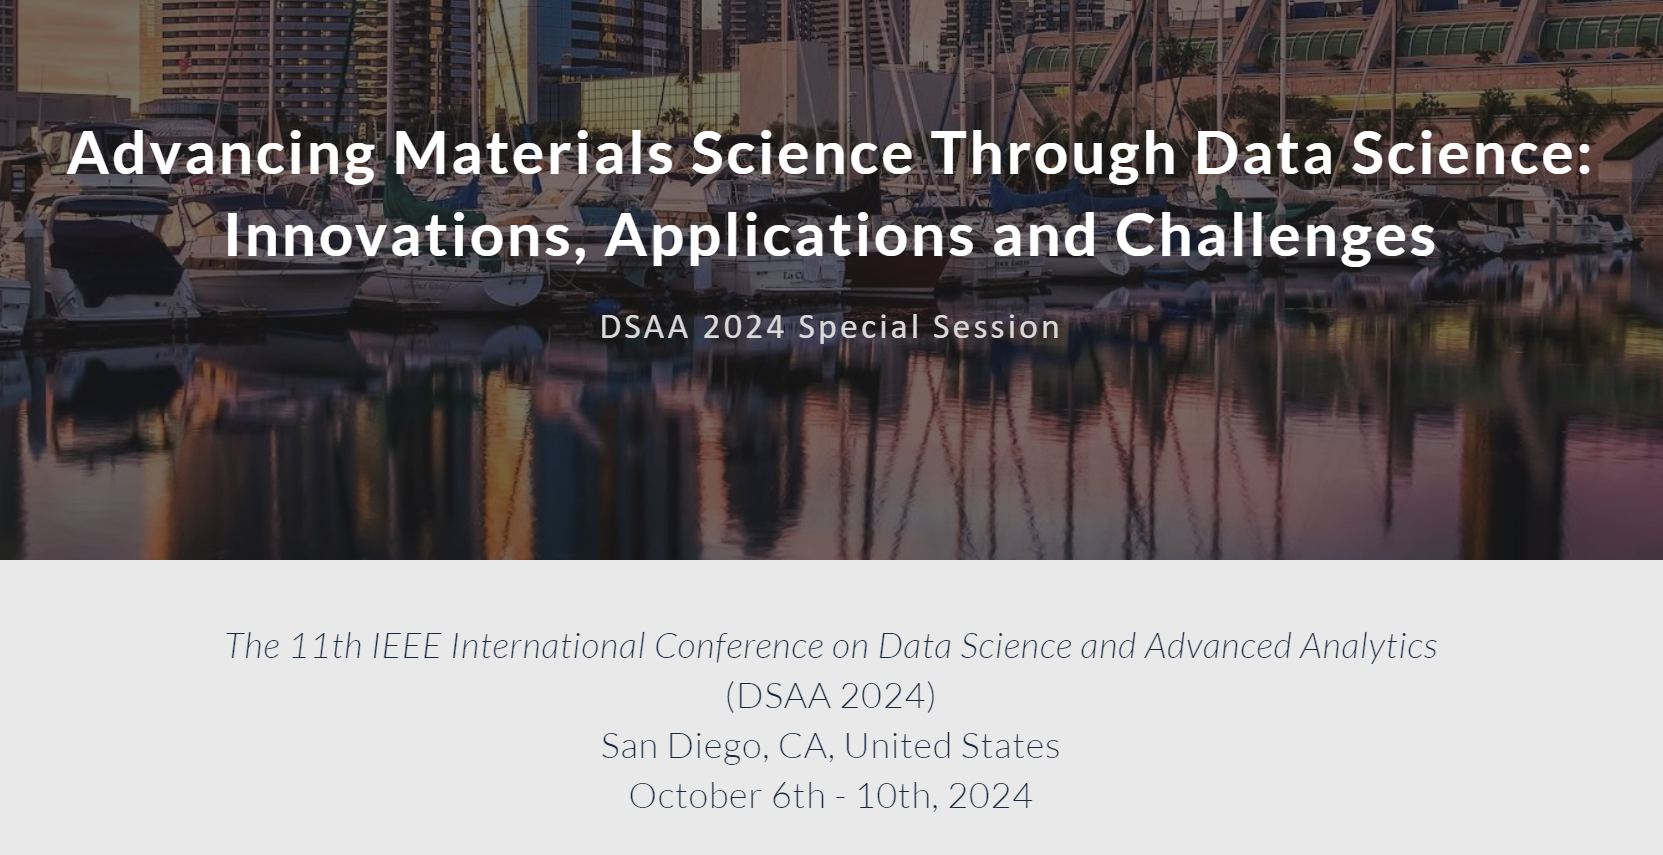 Advancing Materials Science Through Data Science:
Innovations, Applications and Challenges
DSAA 2024 Special Session
The 11th IEEE International Conference on Data Science and Advanced Analytics
(DSAA 2024)
San Diego, CA, United States
October 6th - 10th, 2024